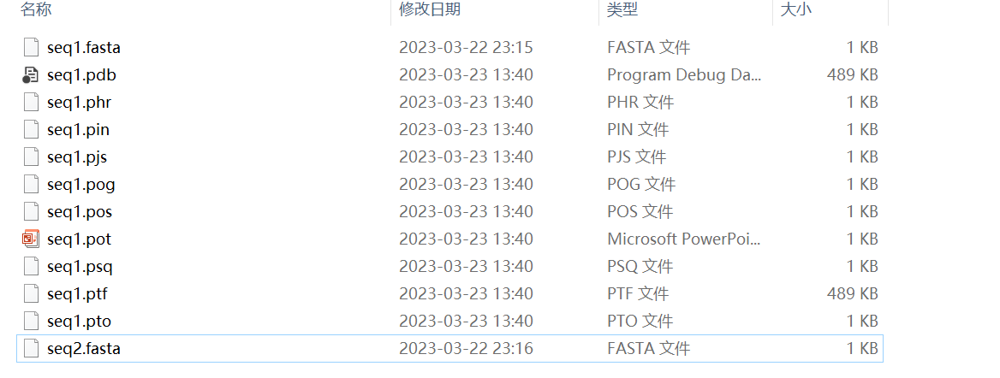 名称 修改日期 类型 大小
seq1.fasta 2023-03-22 23:15 FASTA 文件 1 KB
seq1.pdb 2023-03-23 13:40 Program Debug Da... 489 KB
seq1.phr 2023-03-23 13:40 PHR 文件 1 KB
seq1.pin 2023-03-23 13:40 PIN 文件 1 KB
seq1.pjs 2023-03-23 13:40 PJS 文件 1 KB
seq1.pog 2023-03-23 13:40 POG 文件 1 KB
seq1.pos 2023-03-23 13:40 POS 文件 1 KB
seq1.pot 2023-03-23 13:40 Microsoft PowerPoi... 1 KB
seq1.psq 2023-03-23 13:40 PSQ 文件 1 KB
seq1.ptf 2023-03-23 13:40 PTF 文件 489 KB
seq1.pto 2023-03-23 13:40 PTO 文件 1 KB
seq2.fasta 2023-03-22 23:16 FASTA 文件 1 KB